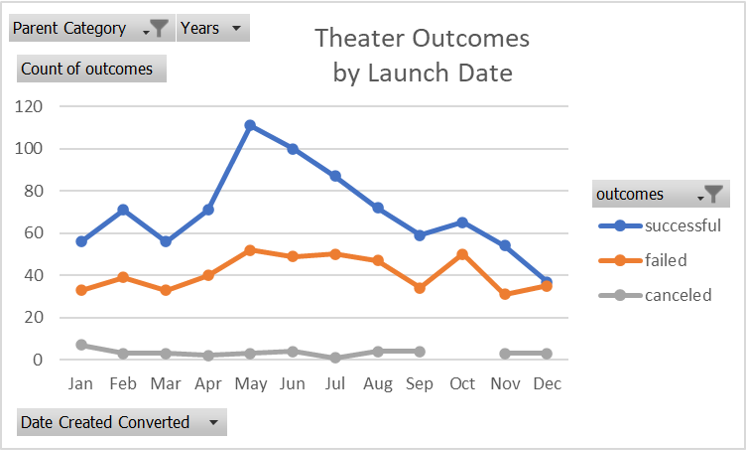 Parent Category Years
Theater Outcomes
by Launch Date
Count of outcomes
120
100
80
60
40
20
0
Jan Feb Mar Apr May Jun Jul Aug Sep Oct Nov Dec
outcomes
successful
failed
canceled
Date Created Converted